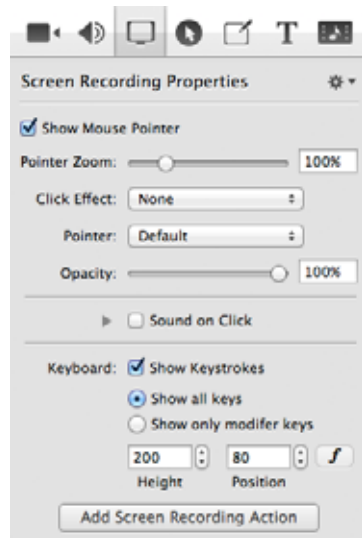 T
Screen Recording Properties
Show Mouse Pointer
Pointer Zoom: 100%
Click Effect: None
Pointer: Default
Opacity: 100%
Sound on Click
Keyboard: Show Keystrokes
Show all keys
Show only modifer keys
200 80 f
Height Position
Add Screen Recording Action